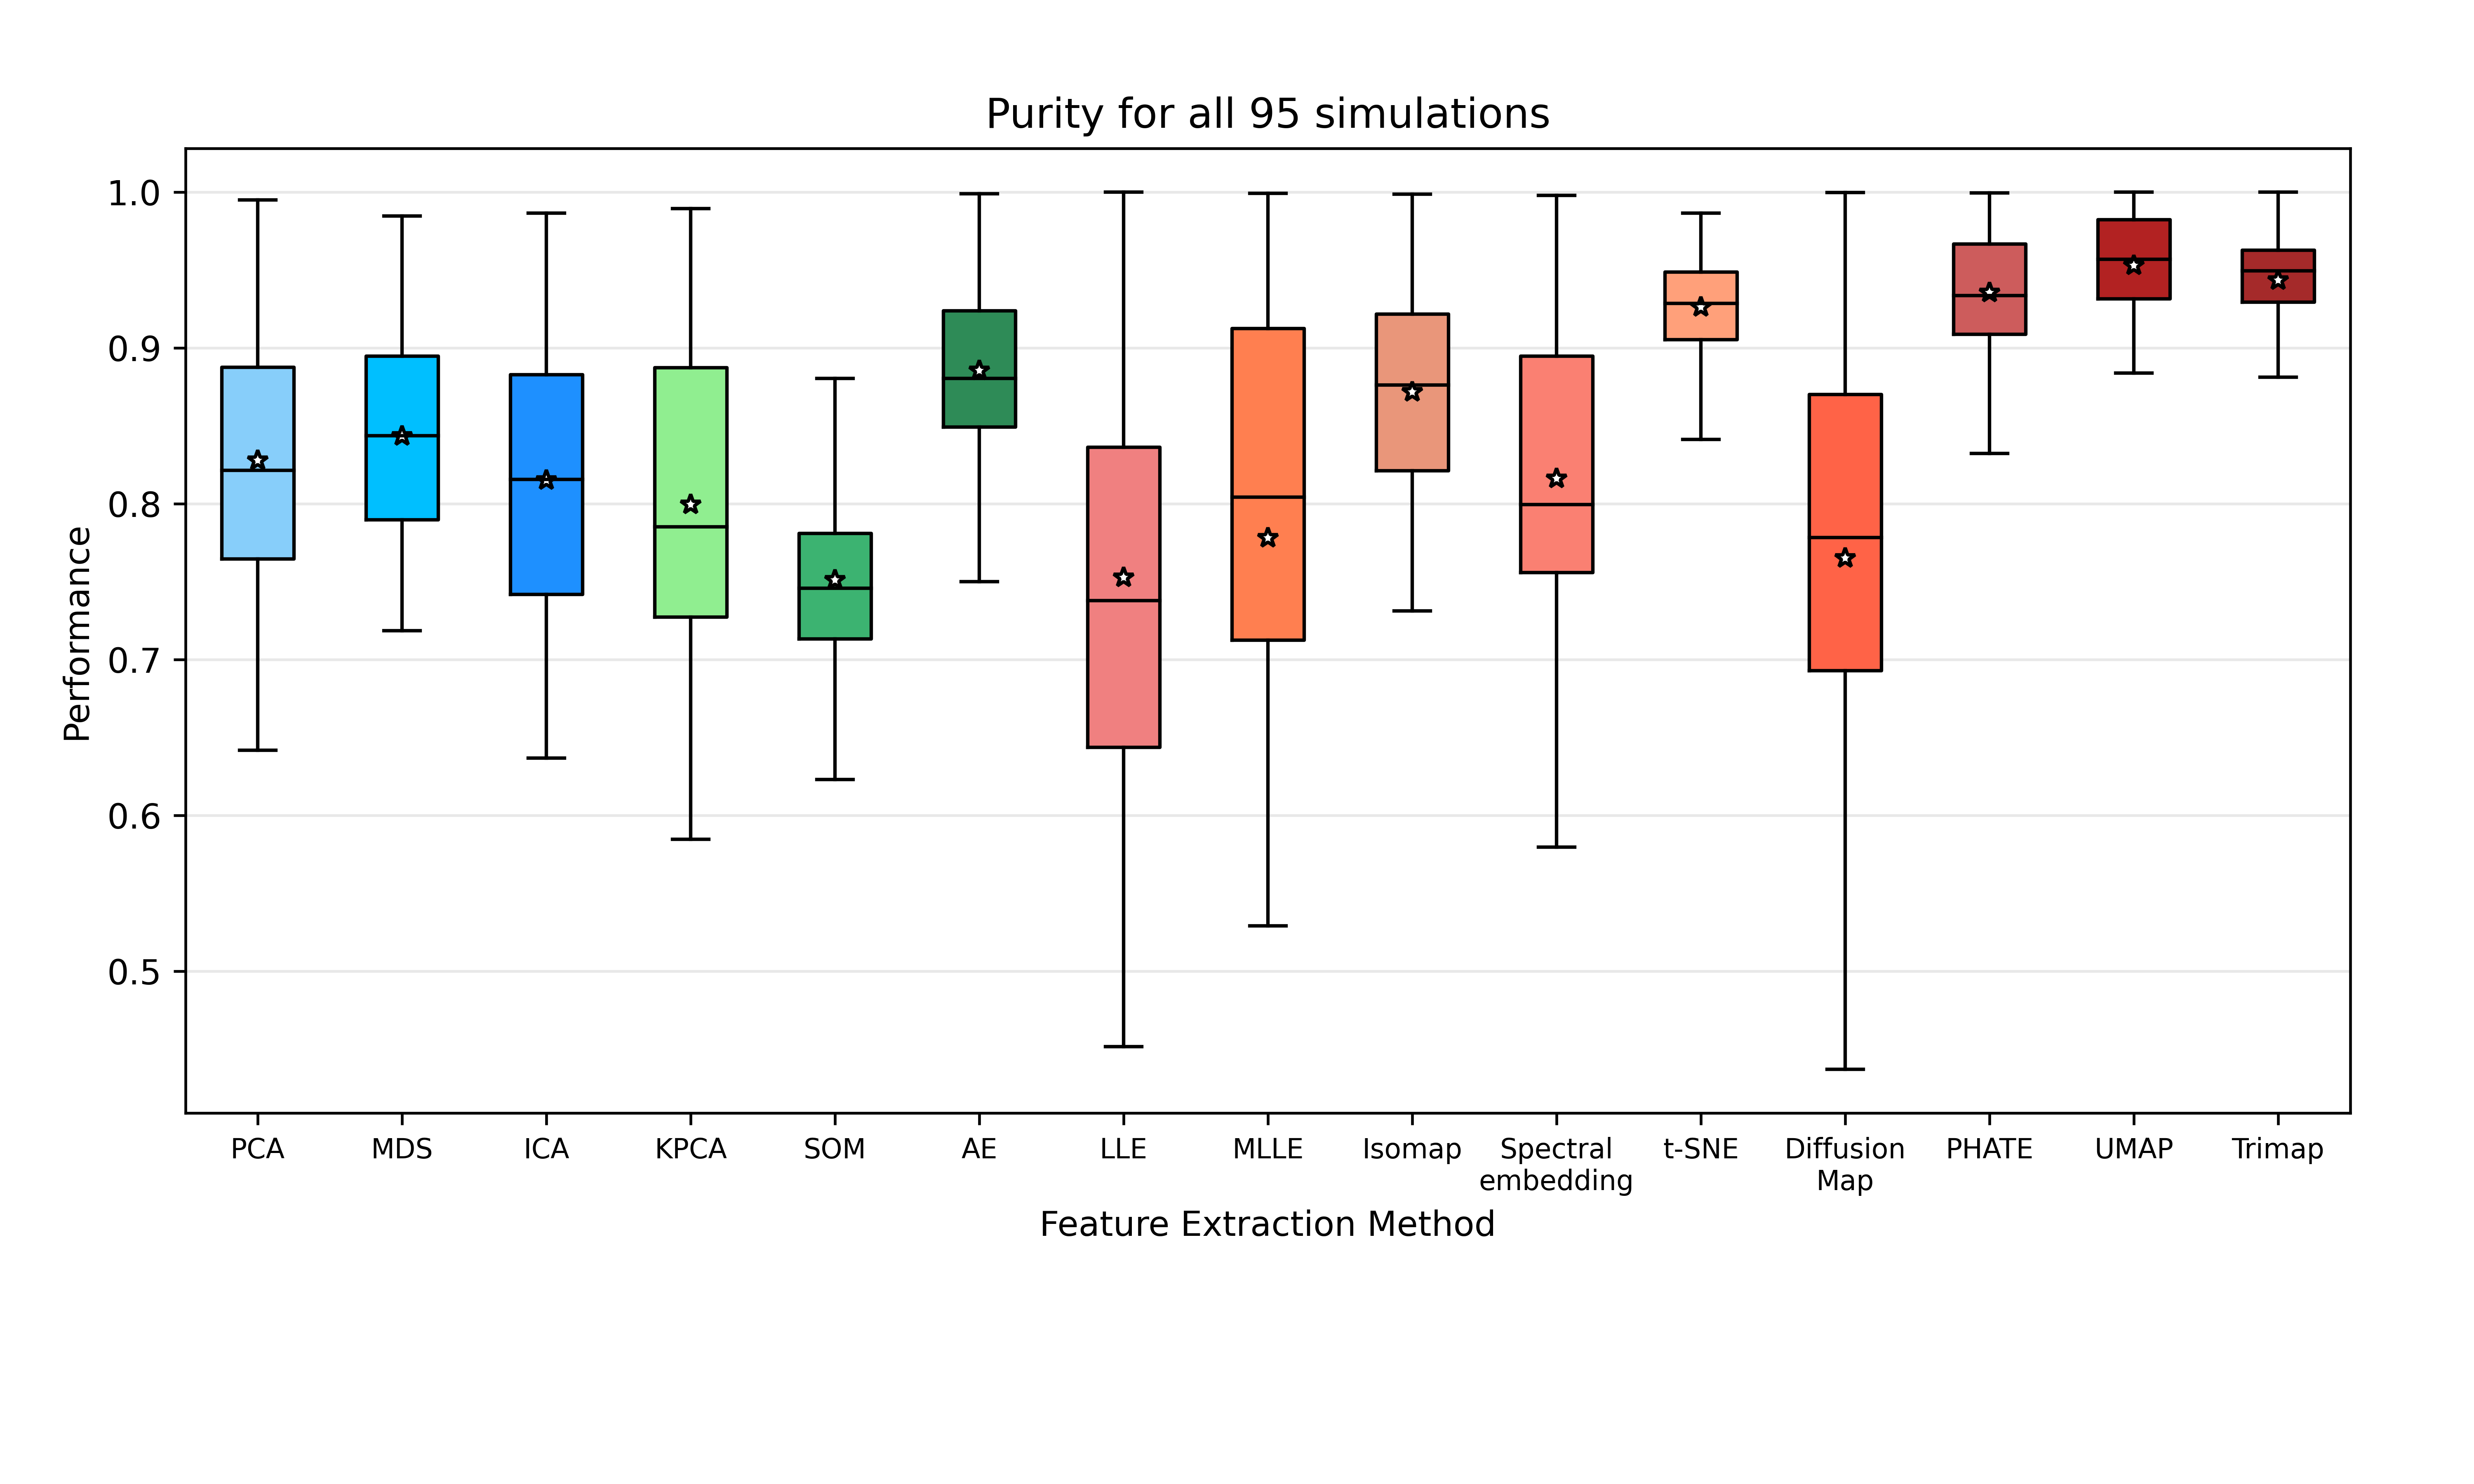 Purity for all 95 simulations
1.0
0.9
0.8
0.7
0.6
0.5
Performance
PCA MDS ICA KPCA SOM AE LLE MLLE Isomap Spectral embedding t-SNE Diffusion Map PHATE UMAP Trimap
Feature Extraction Method